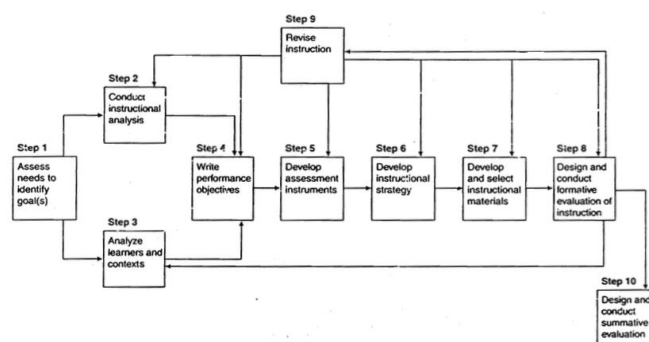 Step 9
Revise
instruction
Step 2
Conduct
instructional
analysis
Step 1
Assess
needs to
identify
goal(s)
Step 4
Write
performance
objectives
Step 5
Develop
assessment
instruments
Step 6
Develop
instructional
strategy
Step 7
Develop
and select
instructional
materials
Step 8
Design and
conduct
formative
evaluation of
instruction
Step 3
Analyze
learners and
contexts
Step 10
Design and
conduct
summative
evaluation